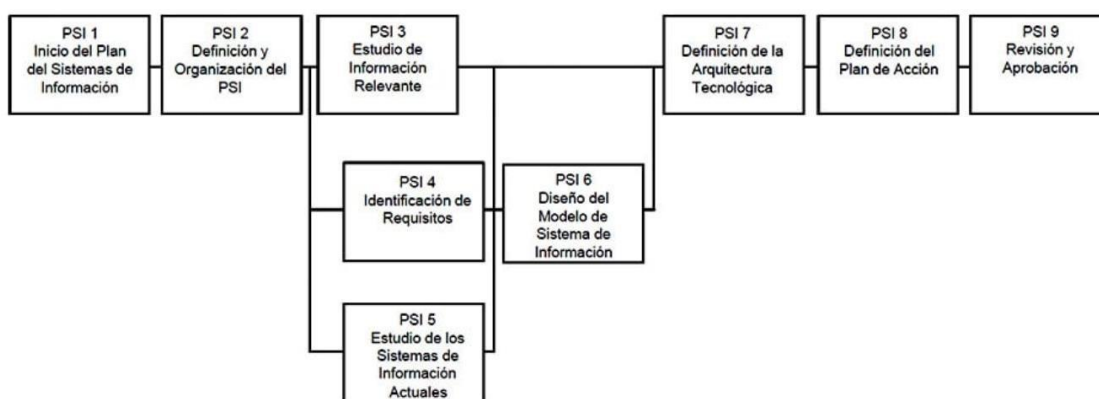 PSI 1
Inicio del Plan
del Sistemas de
Información
PSI 2
Definición y
Organización del
PSI
PSI 3
Estudio de
Información
Relevante
PSI 7
Definición de la
Arquitectura
Tecnológica
PSI 8
Definición del
Plan de Acción
PSI 9
Revisión y
Aprobación
PSI 4
Identificación de
Requisitos
PSI 6
Diseño del
Modelo de
Sistema de
Información
PSI 5
Estudio de los
Sistemas de
Información
Actuales